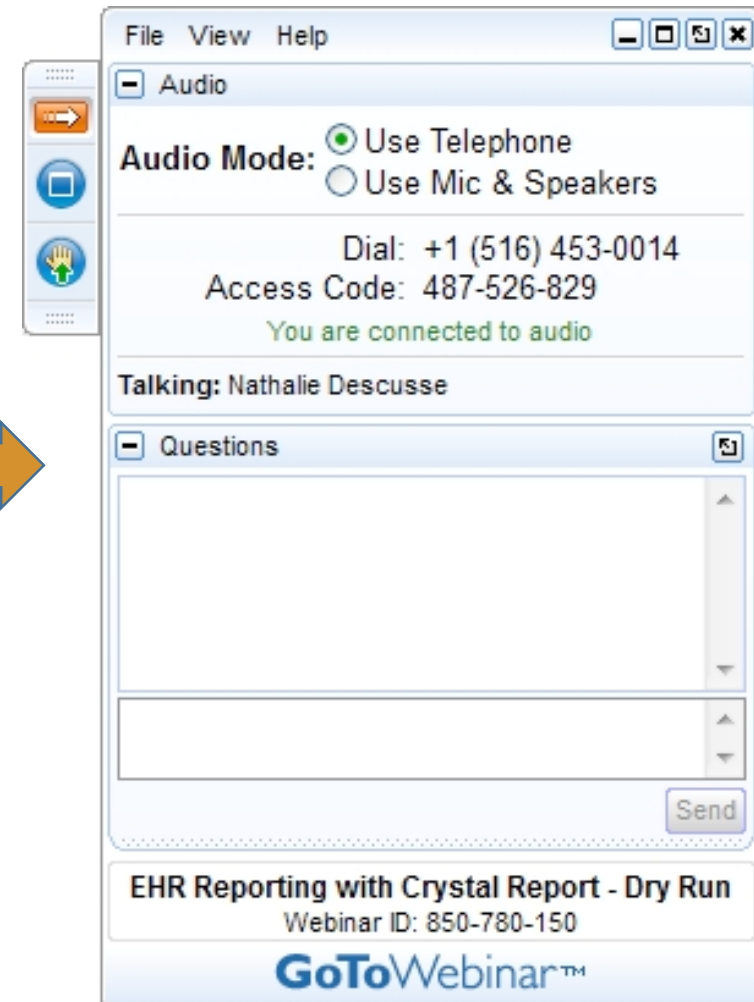 File View Help
Audio
Audio Mode: Use Telephone
Use Mic & Speakers
Dial: +1 (516) 453-0014
Access Code: 487-526-829
You are connected to audio
Talking: Nathalie Descusse
Questions
Send
EHR Reporting with Crystal Report - Dry Run
Webinar ID: 850-780-150
GoToWebinar™